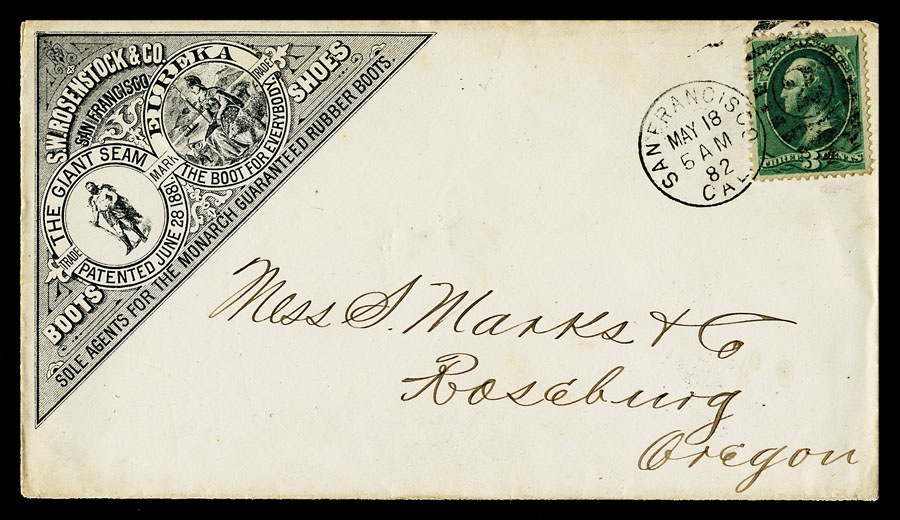 S.W. ROSENSTOCK & CO.
SAN FRANCISCO
EUREKA
TRADE MARK
THE BOOT FOR EVERYBODY
SHOES
THE GIANT SEAM
TRADE MARK
PATENTED JUNE 28 1881
BOOTS
SOLE AGENTS FOR THE MONARCH GUARANTEED RUBBER BOOTS.
SAN FRANCISCO
MAY 18
5 AM
82
CAL
THREE 3 CENTS
Mess S. Marks & Co
Roseburg
Oregon